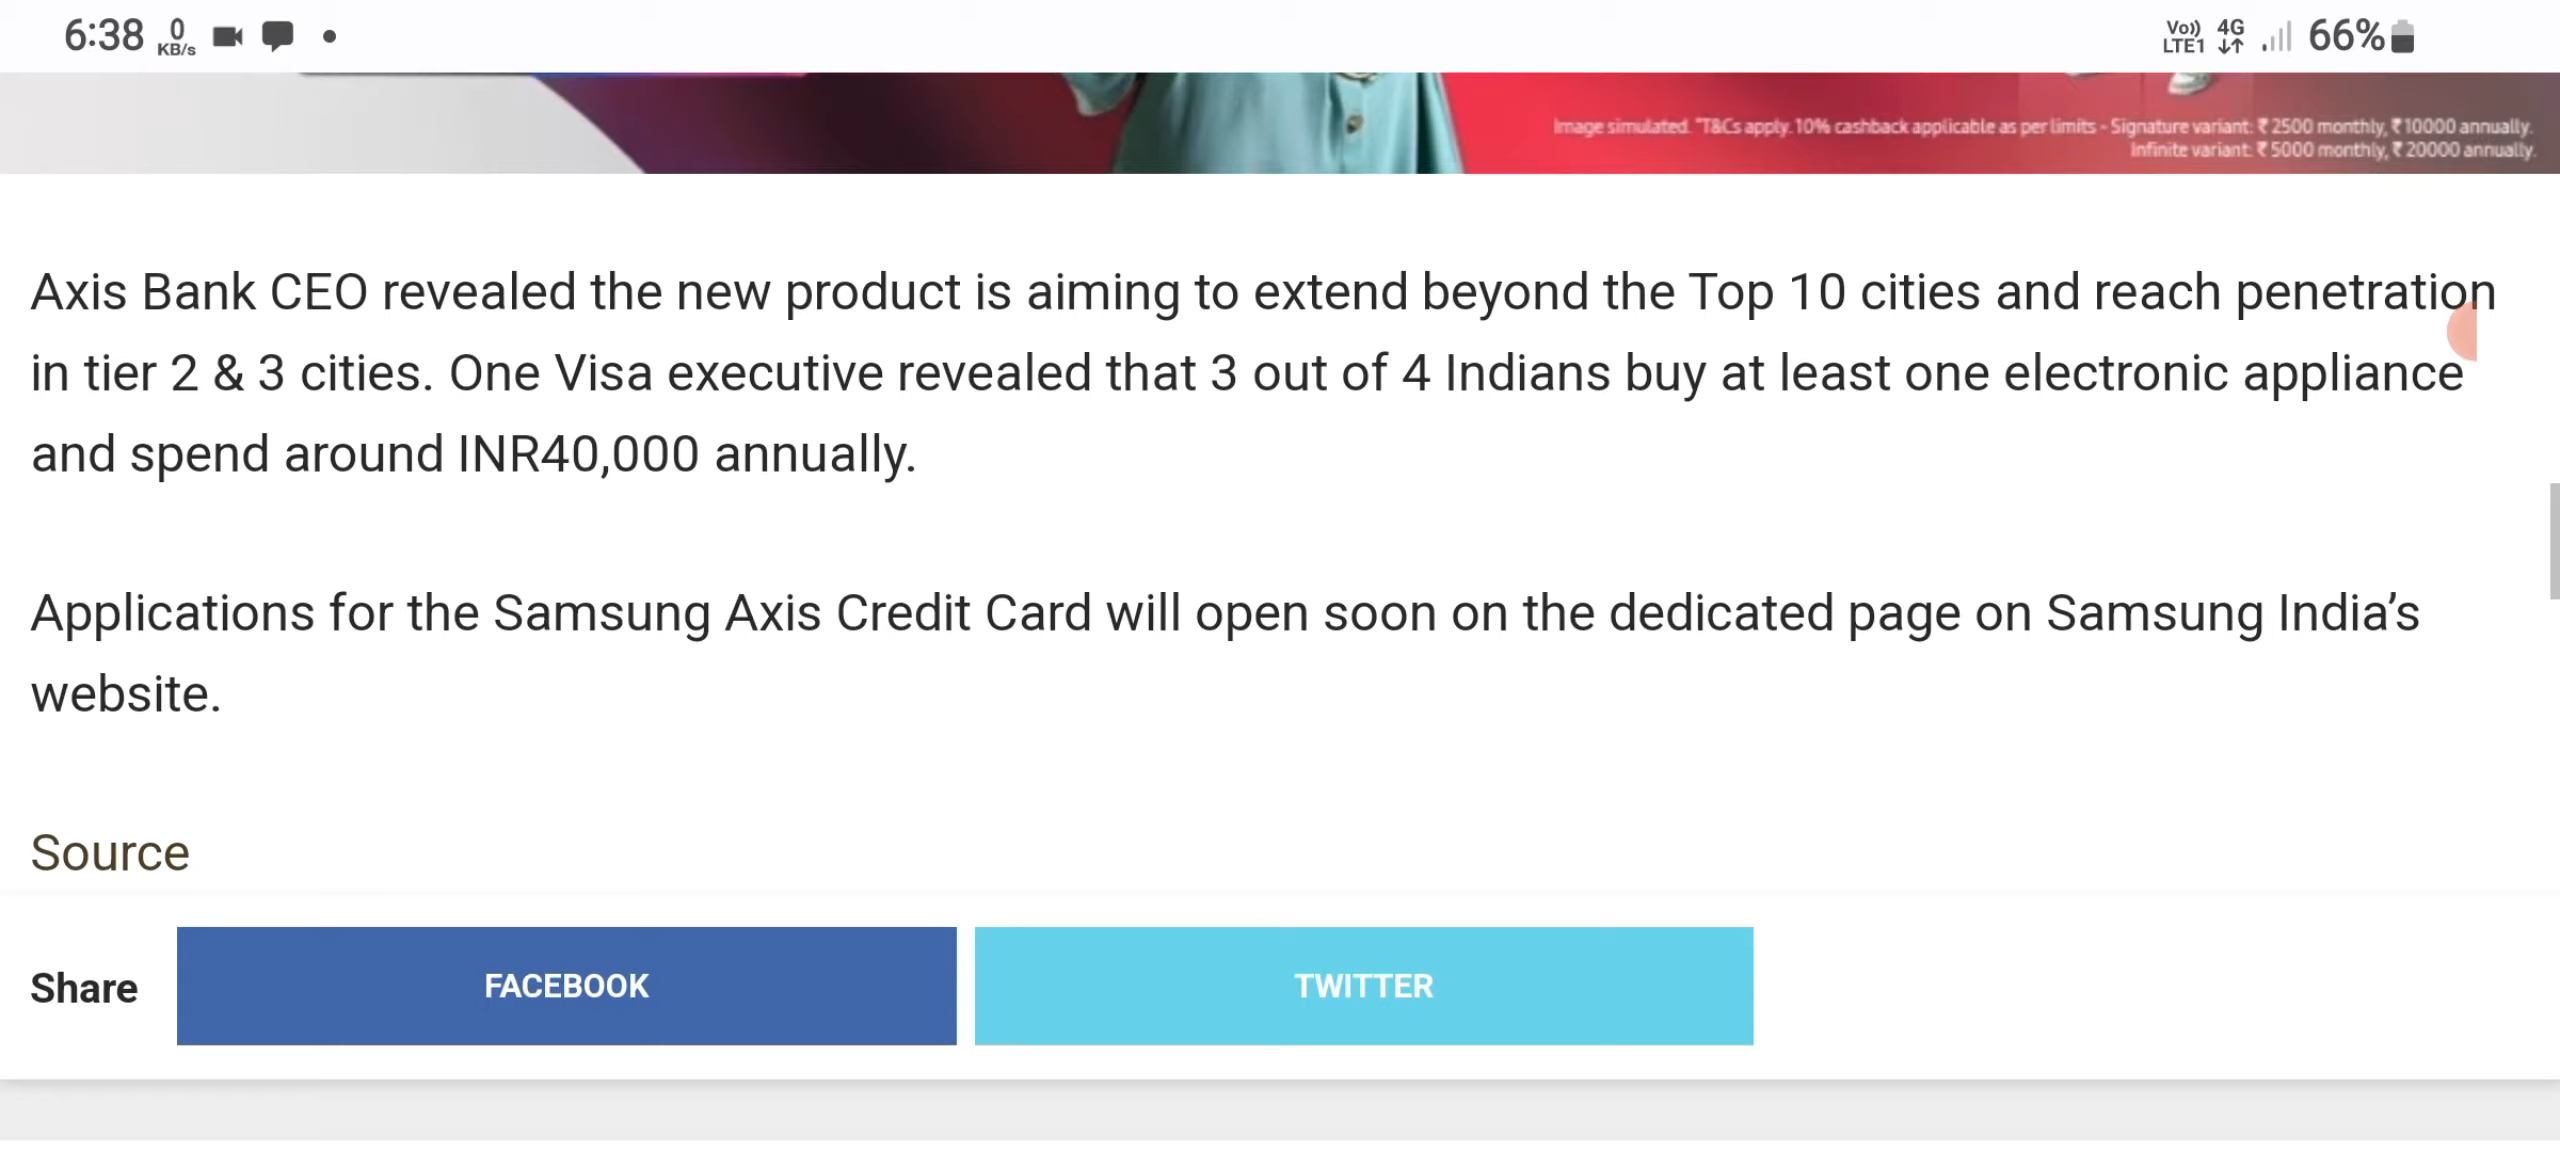 6:38 0 KB/s Vo)) LTE1 4G 66%
Image simulated. *T&Cs apply. 10% cashback applicable as per limits - Signature variant: ₹ 2500 monthly, ₹ 10000 annually.
Infinite variant: ₹ 5000 monthly, ₹ 20000 annually.
Axis Bank CEO revealed the new product is aiming to extend beyond the Top 10 cities and reach penetration
in tier 2 & 3 cities. One Visa executive revealed that 3 out of 4 Indians buy at least one electronic appliance
and spend around INR40,000 annually.
Applications for the Samsung Axis Credit Card will open soon on the dedicated page on Samsung India’s
website.
Source
Share FACEBOOK TWITTER